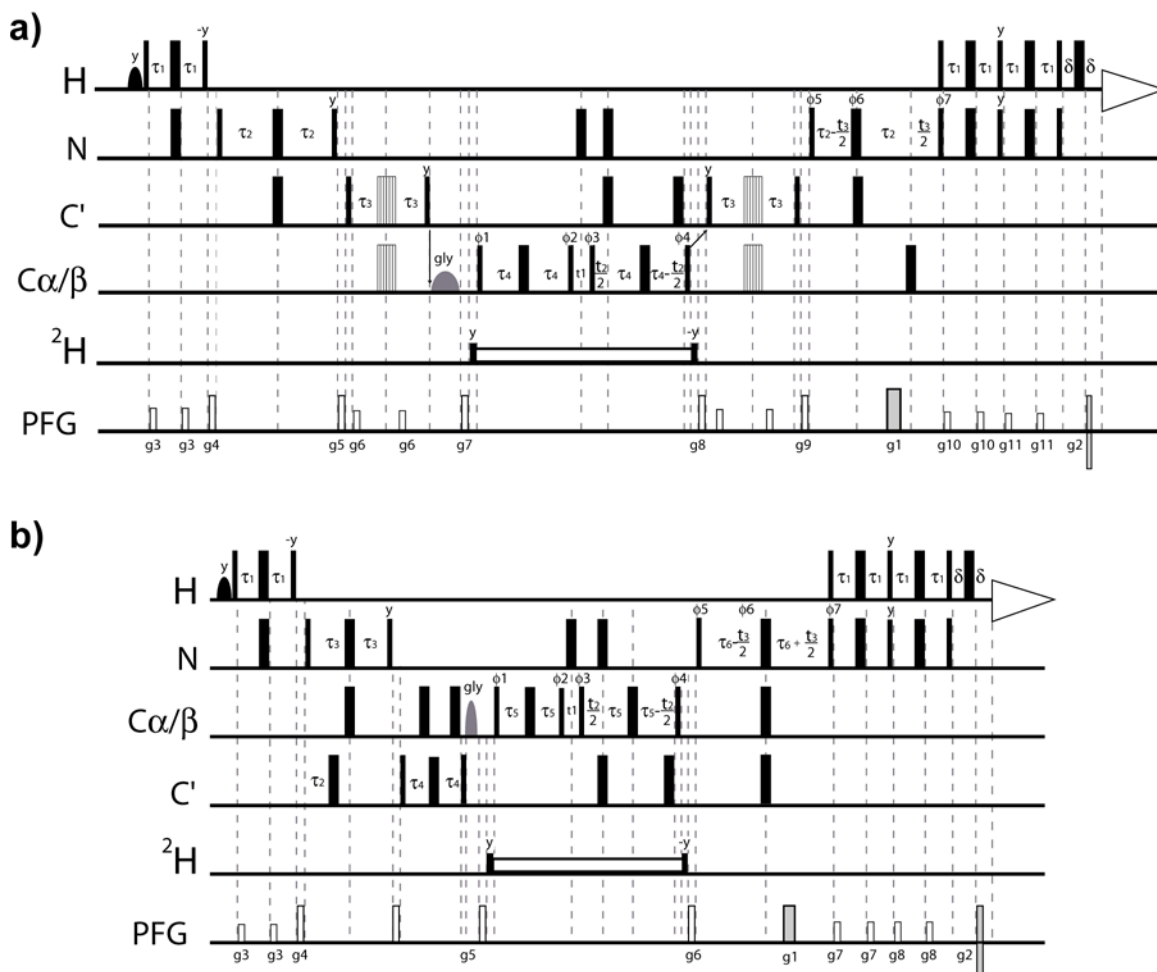 a)
y -y y
H τ1 τ1 τ1 τ1 τ1 τ1 δ δ
y ϕ5 ϕ6 ϕ7 y
N τ2 τ2 τ2-t3/2 τ2 t3/2
y y
C' τ3 τ3 τ3 τ3
gly ϕ1 ϕ2 ϕ3 ϕ4
Cα/β τ4 τ4 t1 t2/2 τ4 τ4-t2/2
y -y
²H
PFG
g3 g3 g4 g5 g6 g6 g7 g8 g9 g1 g10 g10 g11 g11 g2
b)
y -y y
H τ1 τ1 τ1 τ1 τ1 τ1 δ δ
y ϕ5 ϕ6 ϕ7 y
N τ3 τ3 τ6-t3/2 τ6+t3/2
gly ϕ1 ϕ2 ϕ3 ϕ4
Cα/β τ5 τ5 t1 t2/2 τ5 τ5-t2/2
C' τ2 τ4 τ4
y -y
²H
PFG
g3 g3 g4 g5 g6 g1 g7 g7 g8 g8 g2